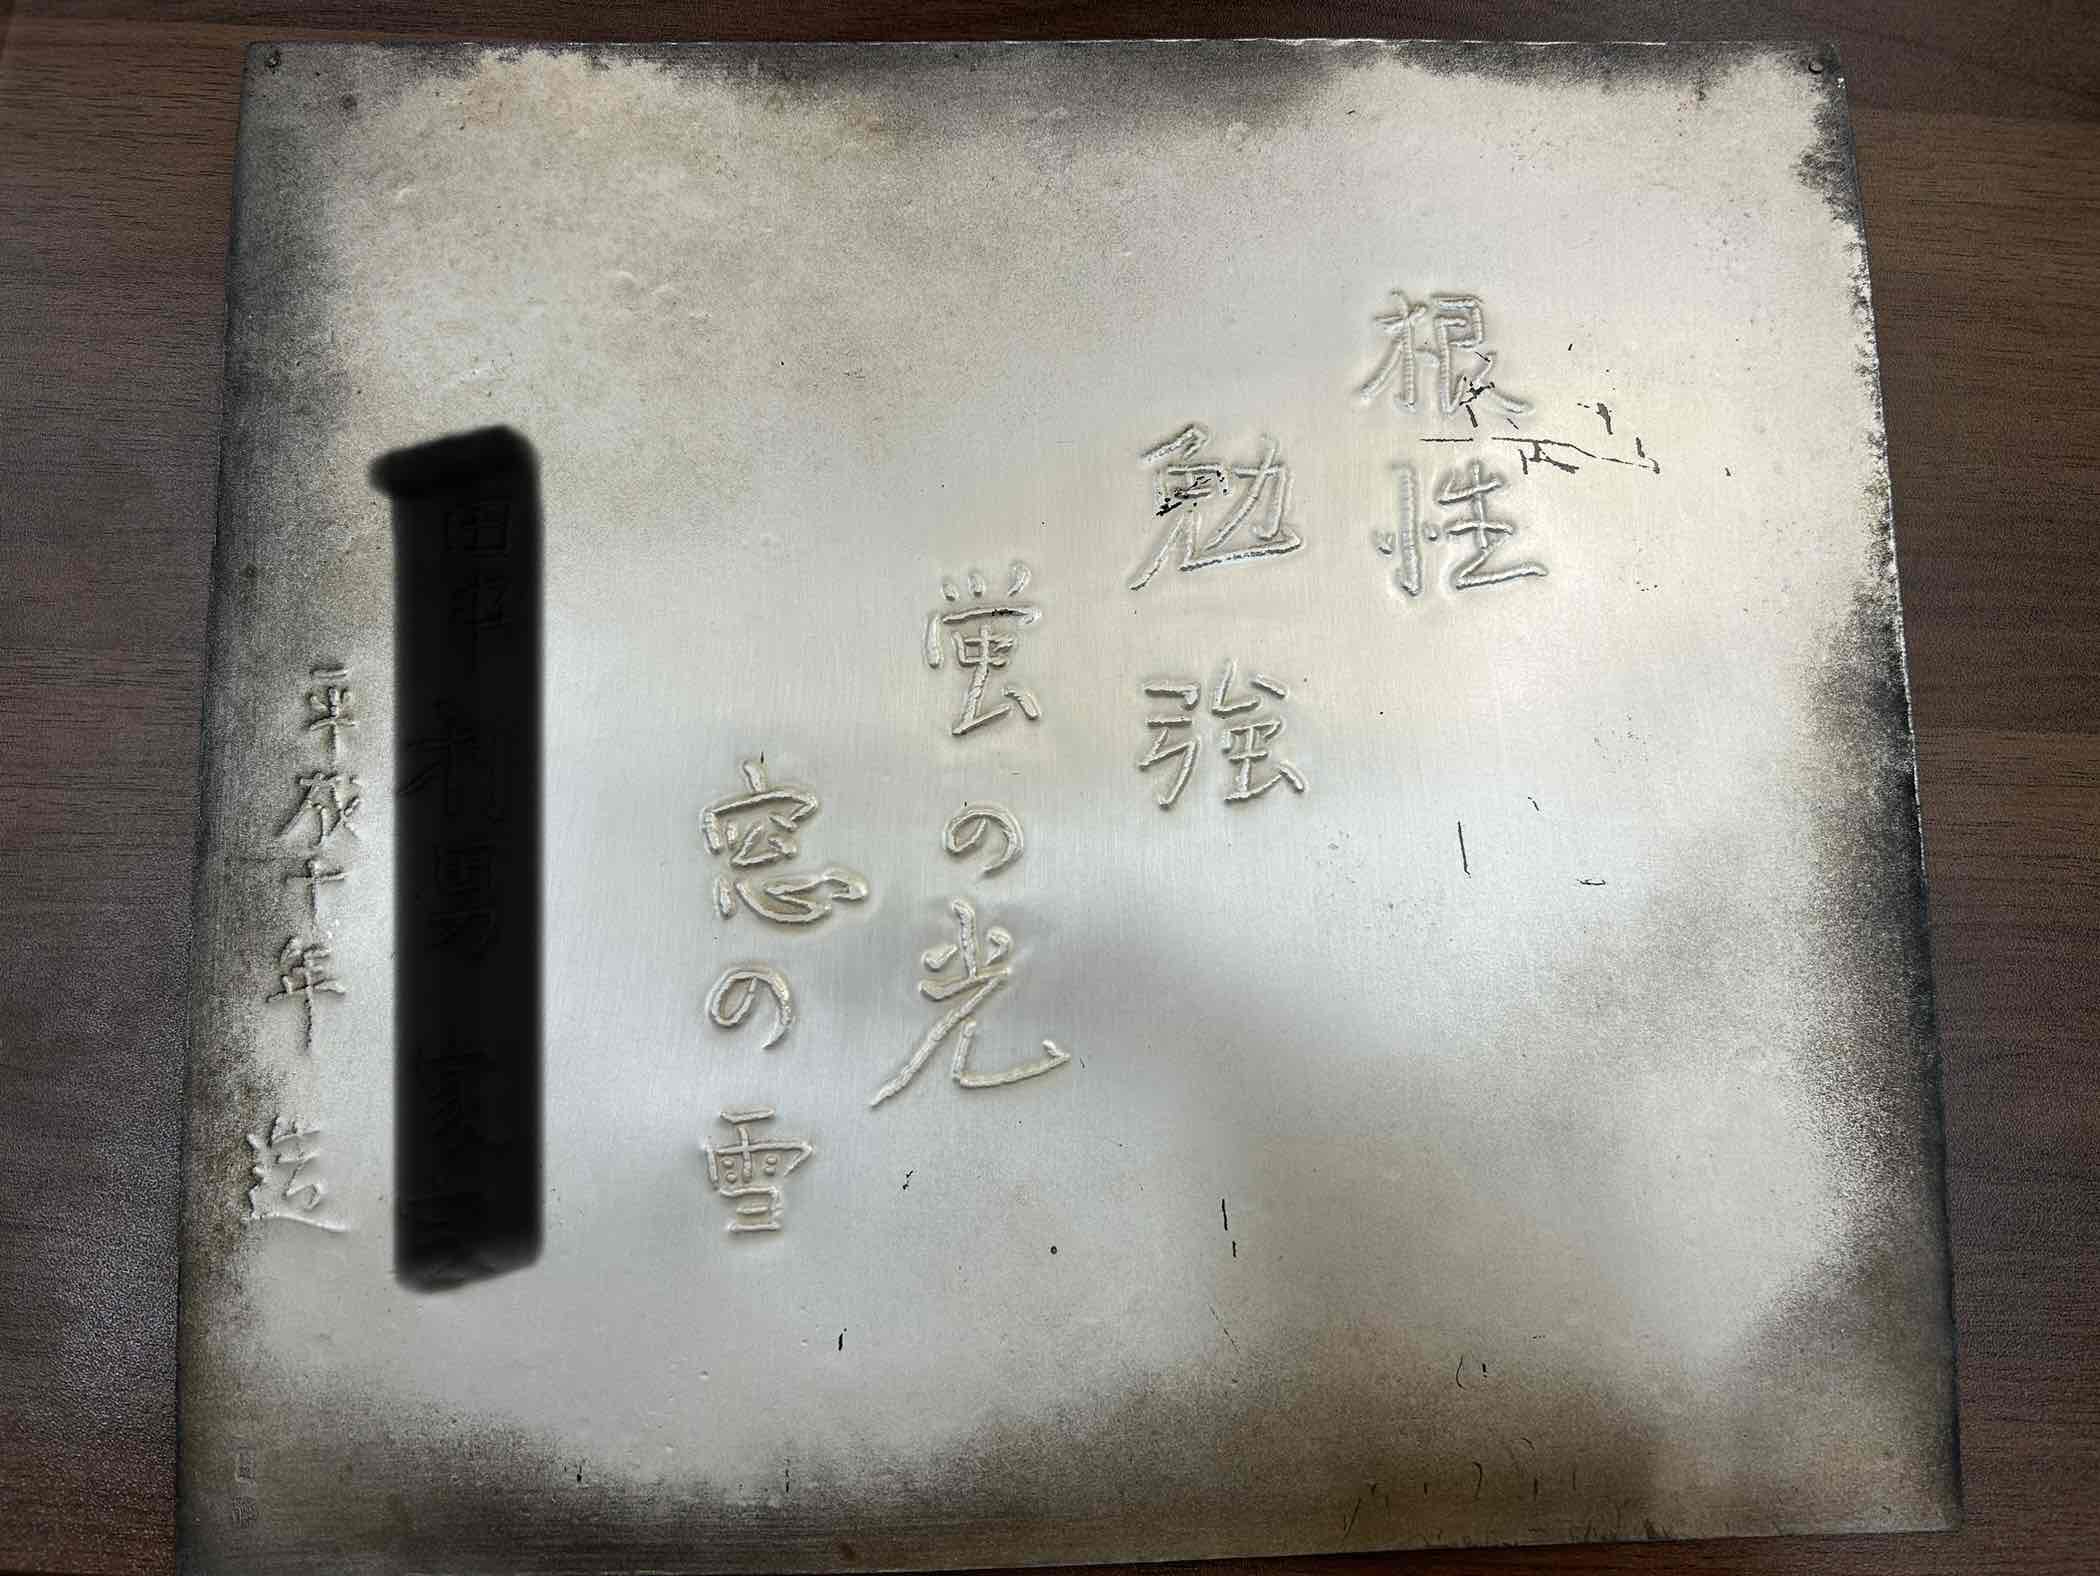 根性
勉強
蛍の光
窓の雪
平成十年 造